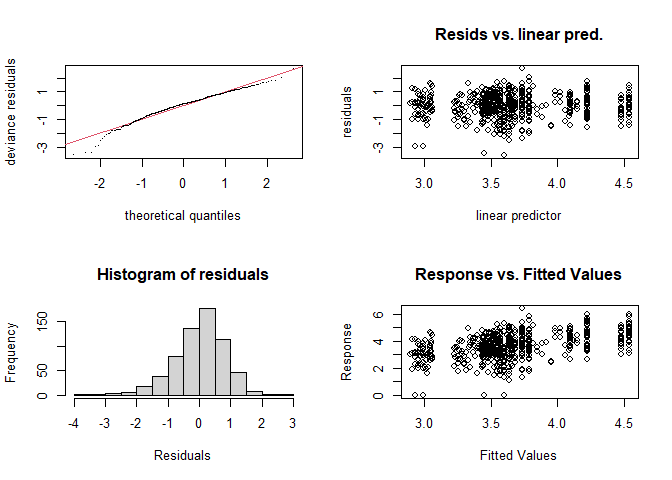 deviance residuals
-3 -1 1
-2 -1 0 1 2
theoretical quantiles
Resids vs. linear pred.
residuals
-3 -1 1
3.0 3.5 4.0 4.5
linear predictor
Histogram of residuals
Frequency
0 50 150
-4 -3 -2 -1 0 1 2 3
Residuals
Response vs. Fitted Values
Response
0 2 4 6
3.0 3.5 4.0 4.5
Fitted Values